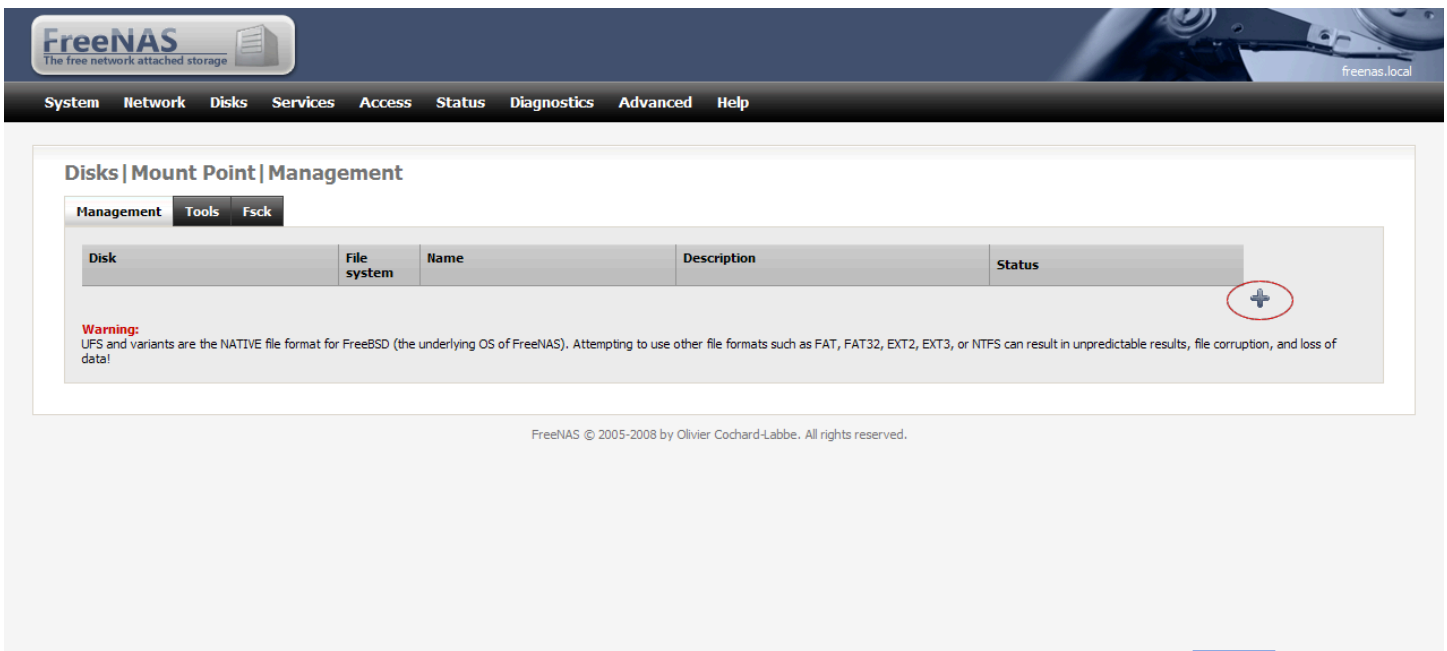 FreeNAS
The free network attached storage
freenas.local
System Network Disks Services Access Status Diagnostics Advanced Help
Disks|Mount Point|Management
Management Tools Fsck
Disk File system Name Description Status
Warning:
UFS and variants are the NATIVE file format for FreeBSD (the underlying OS of FreeNAS). Attempting to use other file formats such as FAT, FAT32, EXT2, EXT3, or NTFS can result in unpredictable results, file corruption, and loss of
data!
FreeNAS © 2005-2008 by Olivier Cochard-Labbe. All rights reserved.